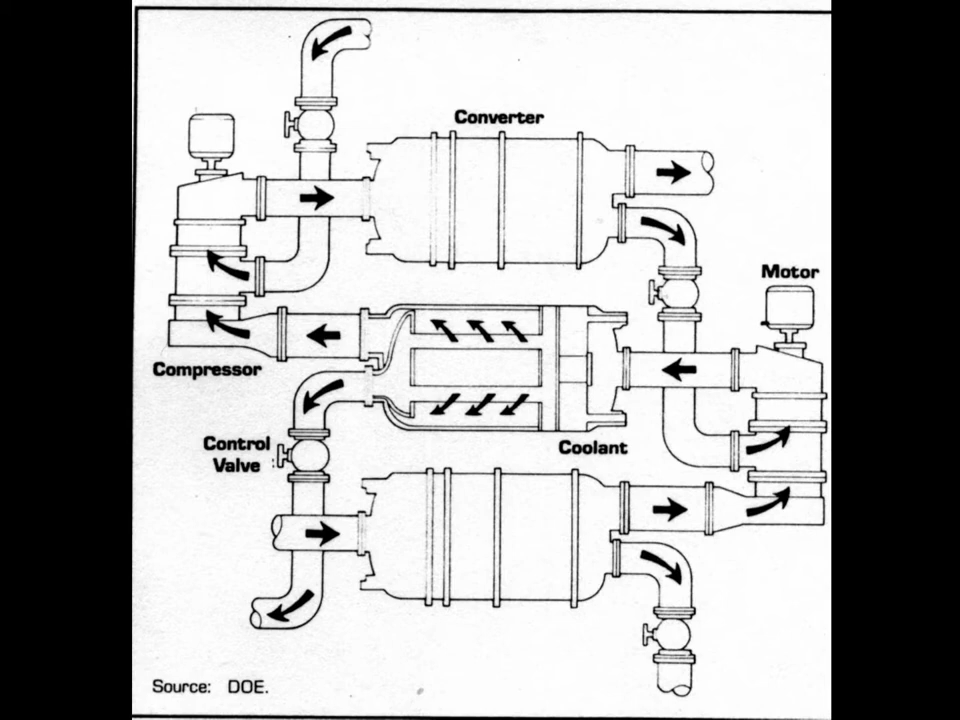 Converter
Motor
Compressor
Control
Valve
Coolant
Source: DOE.